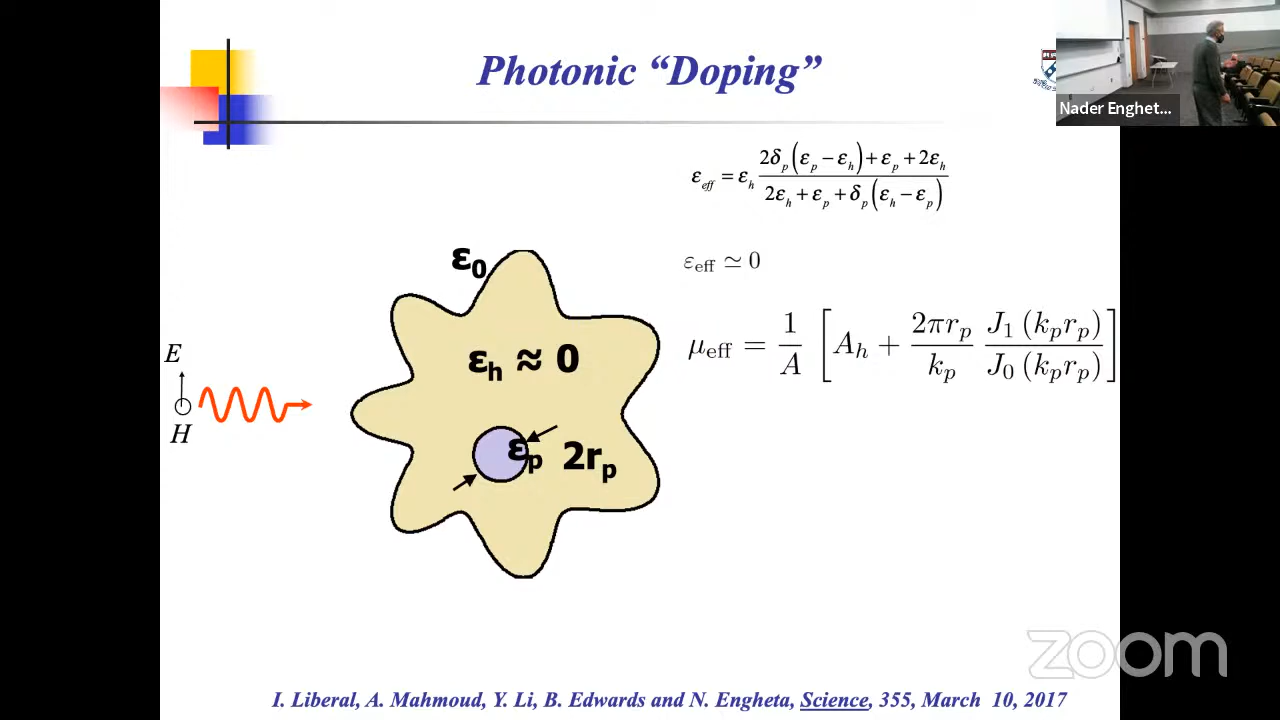 Photonic “Doping”
Nader Enghet...
ε_eff = ε_h (2δ_p(ε_p − ε_h) + ε_p + 2ε_h) / (2ε_h + ε_p + δ_p(ε_h − ε_p))
ε_eff ≃ 0
μ_eff = 1/A [A_h + (2πr_p / k_p) (J_1(k_p r_p) / J_0(k_p r_p))]
ε_0
ε_h ≈ 0
E
H
ε_p
2r_p
zoom
I. Liberal, A. Mahmoud, Y. Li, B. Edwards and N. Engheta, Science, 355, March 10, 2017